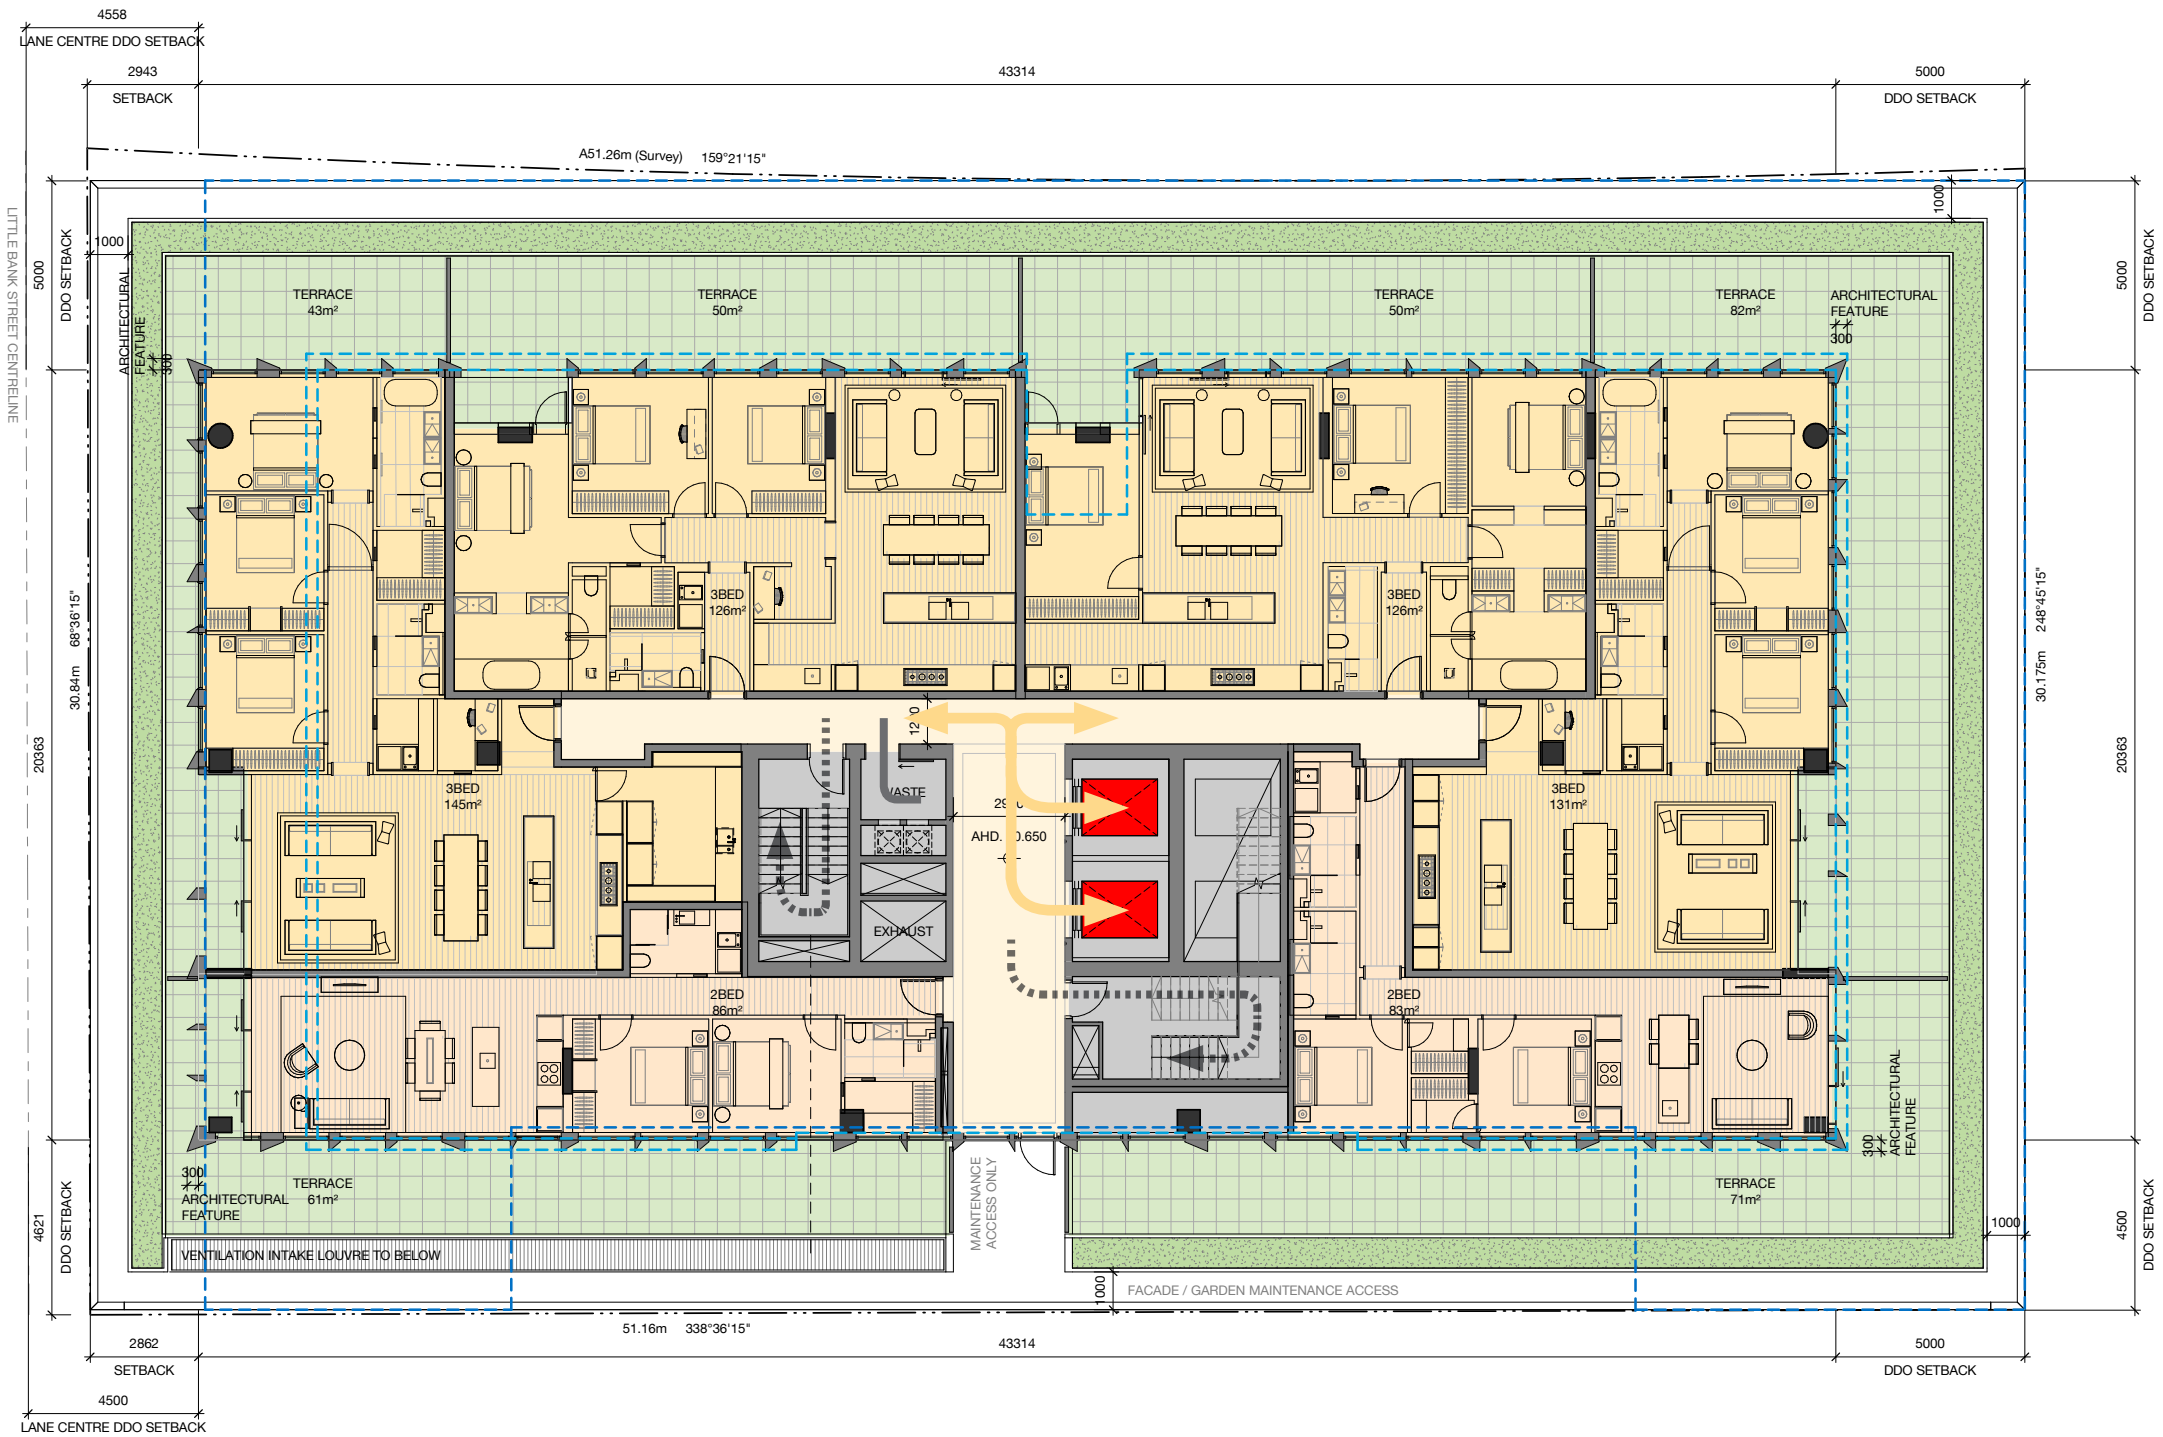 4558
LANE CENTRE DDO SETBACK
2943
SETBACK
43314
5000
DDO SETBACK
A51.26m (Survey) 159°21'15"
1000
1000
5000
DDO SETBACK
5000
DDO SETBACK
LITTLE BANK STREET CENTRELINE
ARCHITECTURAL
FEATURE
300
TERRACE
43m²
TERRACE
50m²
TERRACE
50m²
TERRACE
82m²
ARCHITECTURAL
FEATURE
300
30.84m 68°36'15"
30.175m 248°45'15"
3BED
126m²
3BED
126m²
20363
20363
3BED
145m²
3BED
131m²
EXHAUST
2BED
86m²
2BED
83m²
300
ARCHITECTURAL
FEATURE
TERRACE
61m²
MAINTENANCE
ACCESS ONLY
TERRACE
71m²
300
ARCHITECTURAL
FEATURE
4621
DDO SETBACK
4500
DDO SETBACK
1000
VENTILATION INTAKE LOUVRE TO BELOW
1000
FACADE / GARDEN MAINTENANCE ACCESS
51.16m 338°36'15"
2862
SETBACK
43314
5000
DDO SETBACK
4500
LANE CENTRE DDO SETBACK